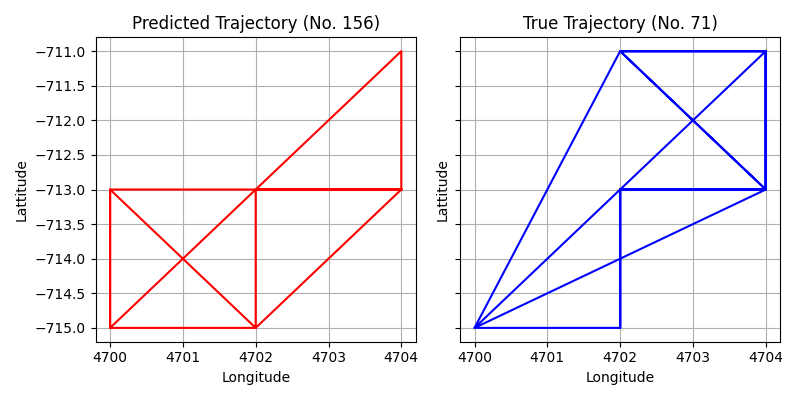 Predicted Trajectory (No. 156)
Lattitude
−711.0
−711.5
−712.0
−712.5
−713.0
−713.5
−714.0
−714.5
−715.0
4700 4701 4702 4703 4704
Longitude
True Trajectory (No. 71)
Lattitude
4700 4701 4702 4703 4704
Longitude